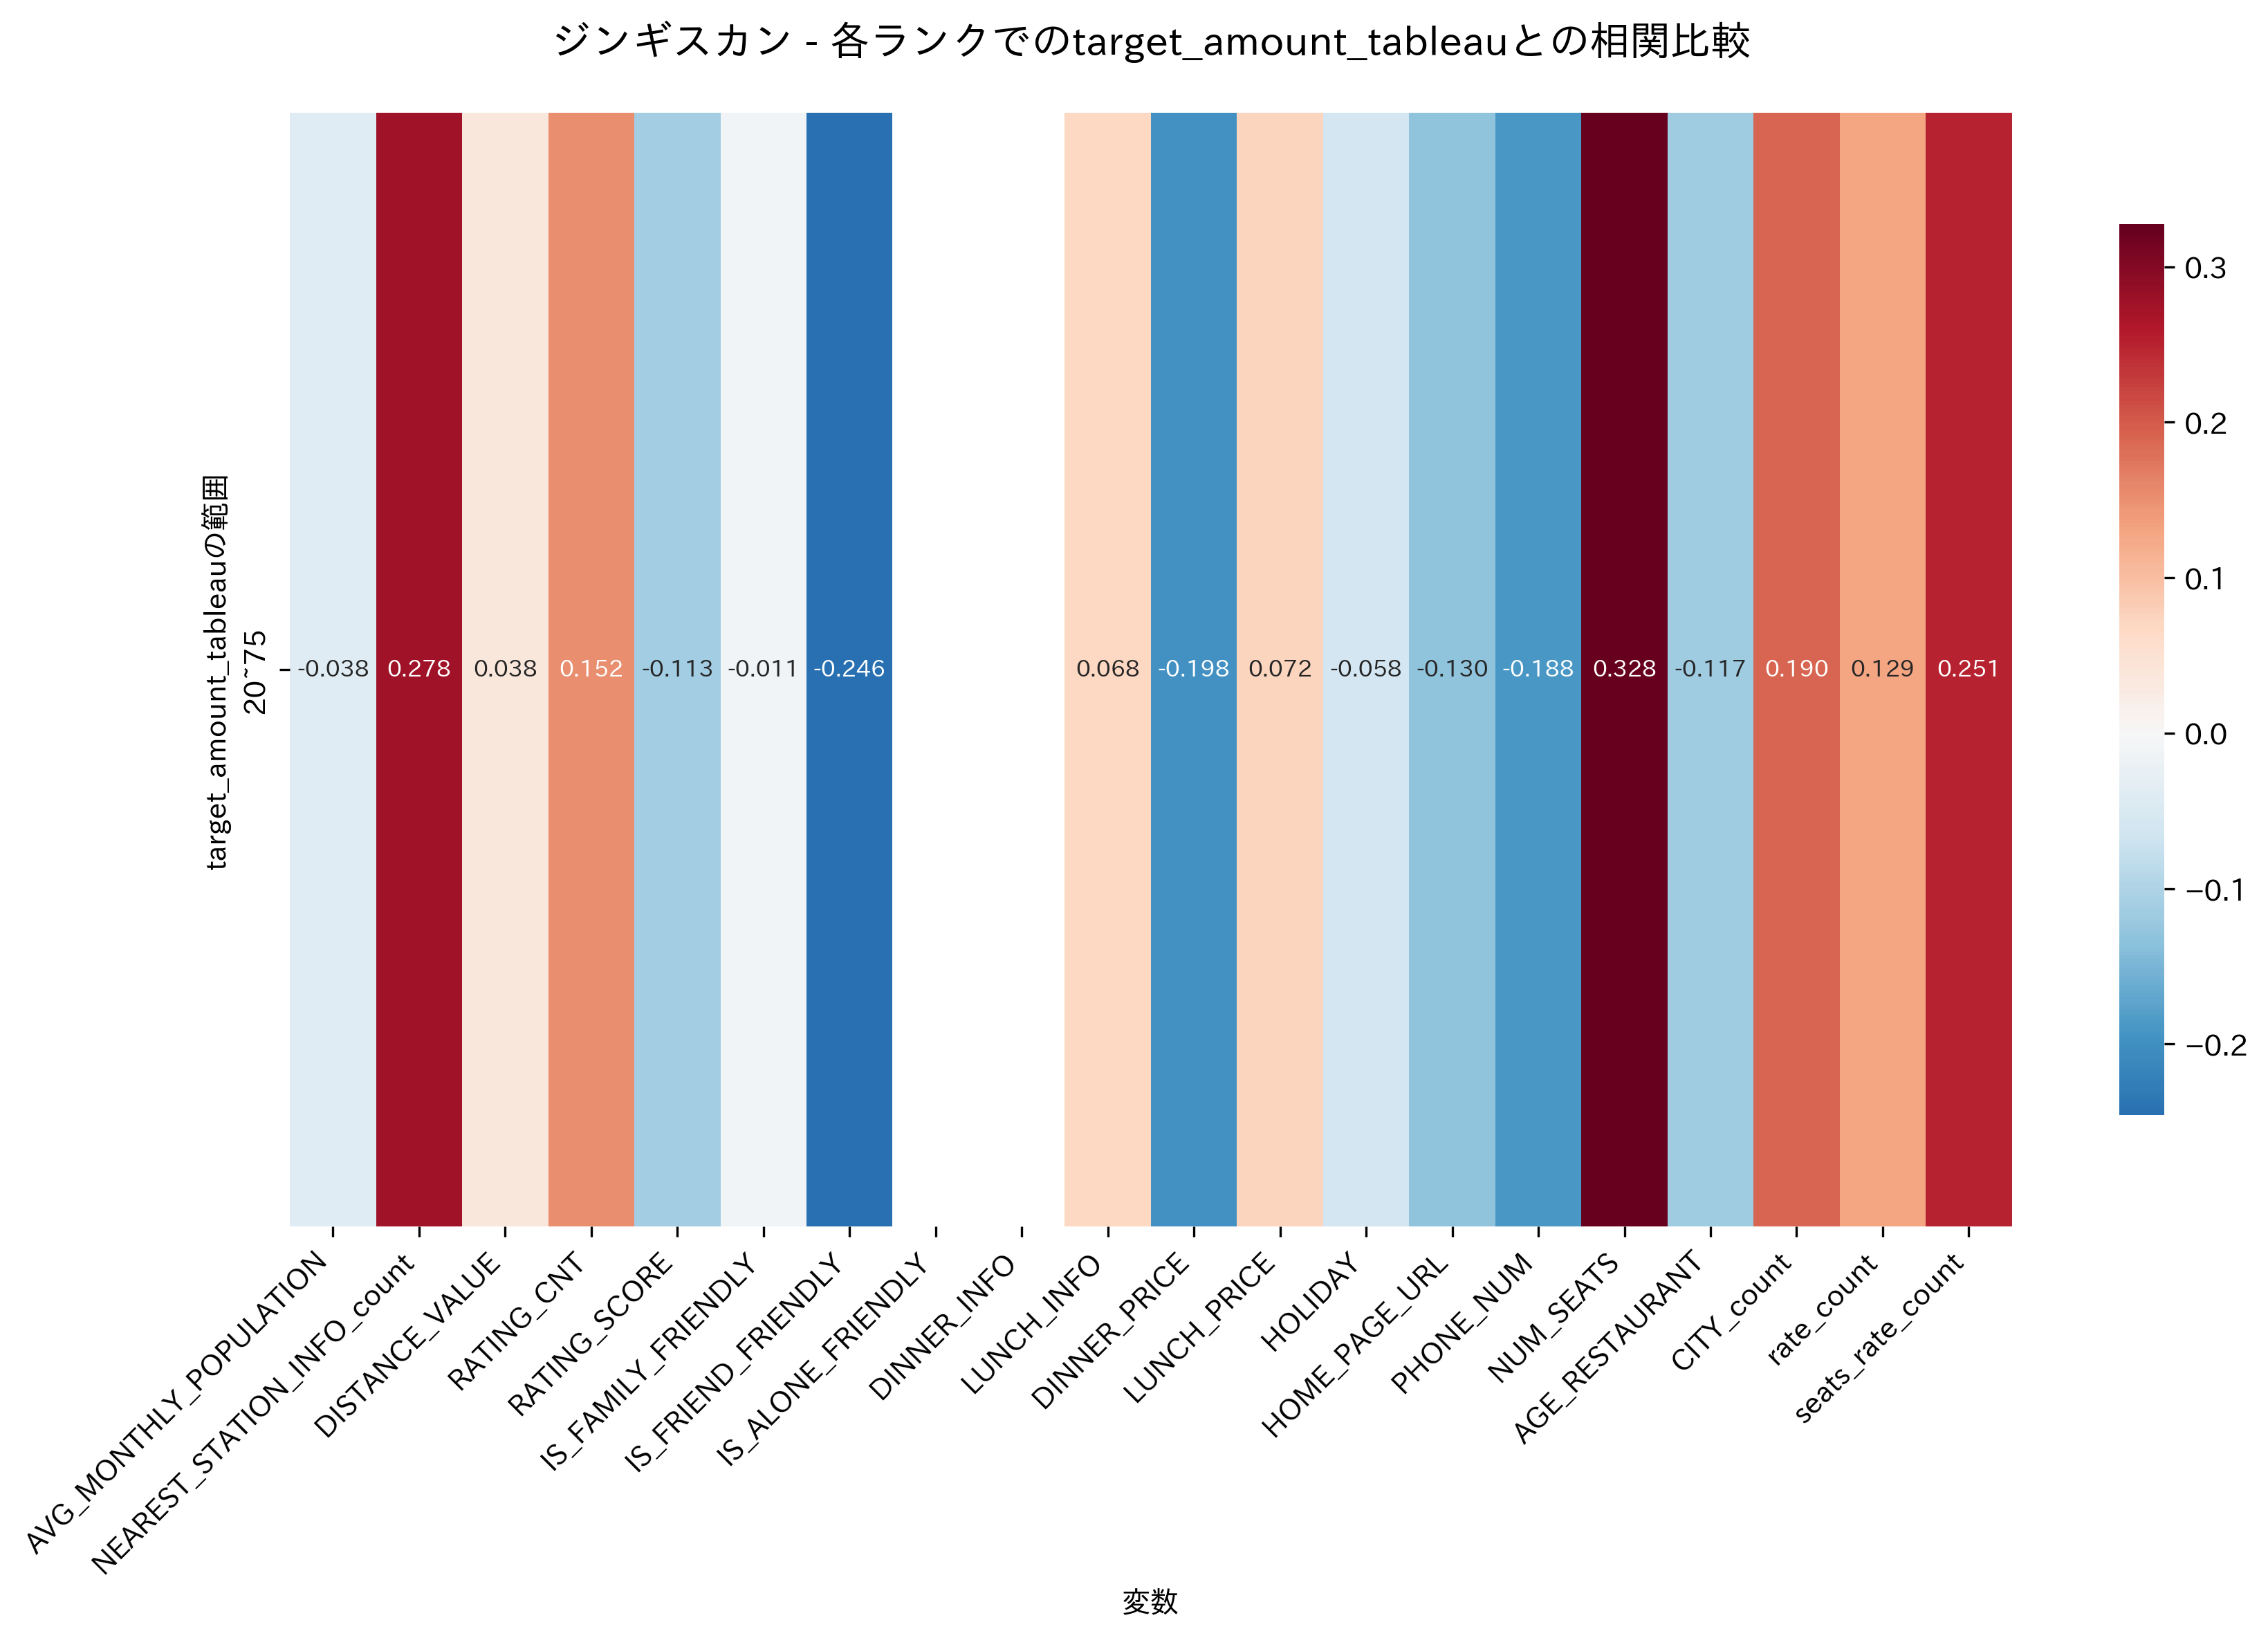 ジンギスカン - 各ランクでのtarget_amount_tableauとの相関比較
target_amount_tableauの範囲
20~75
-0.038 0.278 0.038 0.152 -0.113 -0.011 -0.246 0.068 -0.198 0.072 -0.058 -0.130 -0.188 0.328 -0.117 0.190 0.129 0.251
0.3
0.2
0.1
0.0
−0.1
−0.2
AVG_MONTHLY_POPULATION
NEAREST_STATION_INFO_count
DISTANCE_VALUE
RATING_CNT
RATING_SCORE
IS_FAMILY_FRIENDLY
IS_FRIEND_FRIENDLY
IS_ALONE_FRIENDLY
DINNER_INFO
LUNCH_INFO
DINNER_PRICE
LUNCH_PRICE
HOLIDAY
HOME_PAGE_URL
PHONE_NUM
NUM_SEATS
AGE_RESTAURANT
CITY_count
rate_count
seats_rate_count
変数